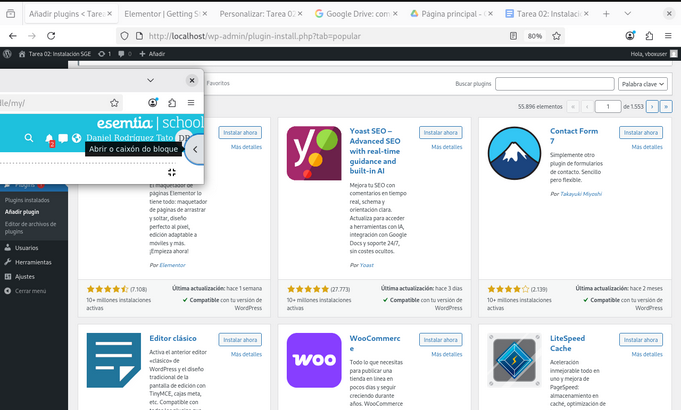 Añadir plugins < Tarea
Elementor | Getting S
Personalizar: Tarea 0
Google Drive: com
Página principal -
Tarea 02: Instalaci
http://localhost/wp-admin/plugin-install.php?tab=popular
80%
Tarea 02: Instalación SGE
1
0
Añadir
Hola, vboxuser
Favoritos
Buscar plugins
Palabra clave
55.896 elementos
«
‹
1
de 1.553
›
»
lle/my/
esemtia | school
2
Daniel Rodríguez Tato
DR
Abrir o caixón do bloque
Plugins
Plugins instalados
Añadir plugin
Editor de archivos de
plugins
Usuarios
Herramientas
Ajustes
Cerrar menú
Instalar ahora
Más detalles
El maquetador de
páginas Elementor lo
tiene todo: maquetador
de páginas de arrastrar
y soltar, diseño
perfecto al pixel,
edición adaptable a
móviles y más.
¡Empieza ahora!
Por Elementor
(7.108)
10+ millones instalaciones
activas
Última actualización: hace 1 semana
✔ Compatible con tu versión de
WordPress
Yoast SEO –
Advanced SEO
with real-time
guidance and
built-in AI
Instalar ahora
Más detalles
Mejora tu SEO con
comentarios en tiempo
real, schema y
orientación clara.
Actualiza para acceder
a herramientas con IA,
integración con Google
Docs y soporte 24/7,
sin costes ocultos.
Por Yoast
(27.773)
10+ millones instalaciones
activas
Última actualización: hace 3 días
✔ Compatible con tu versión de
WordPress
Contact Form
7
Instalar ahora
Más detalles
Simplemente otro
plugin de formularios
de contacto. Sencillo
pero flexible.
Por Takayuki Miyoshi
(2.139)
10+ millones instalaciones
activas
Última actualización: hace 2 meses
✔ Compatible con tu versión de
WordPress
Editor clásico
Instalar ahora
Más detalles
Activa el anterior editor
«clásico» de
WordPress y el diseño
tradicional de la
pantalla de edición con
TinyMCE, cajas meta,
etc. Compatible con
woo
WooCommerc
e
Instalar ahora
Más detalles
Todo lo que necesitas
para publicar una
tienda en línea en
pocos días y seguir
creciendo durante
años. WooCommerce
LiteSpeed
Cache
Instalar ahora
Más detalles
Aceleración
inmejorable todo en
uno y mejora de
PageSpeed:
almacenamiento en
cache, optimización de